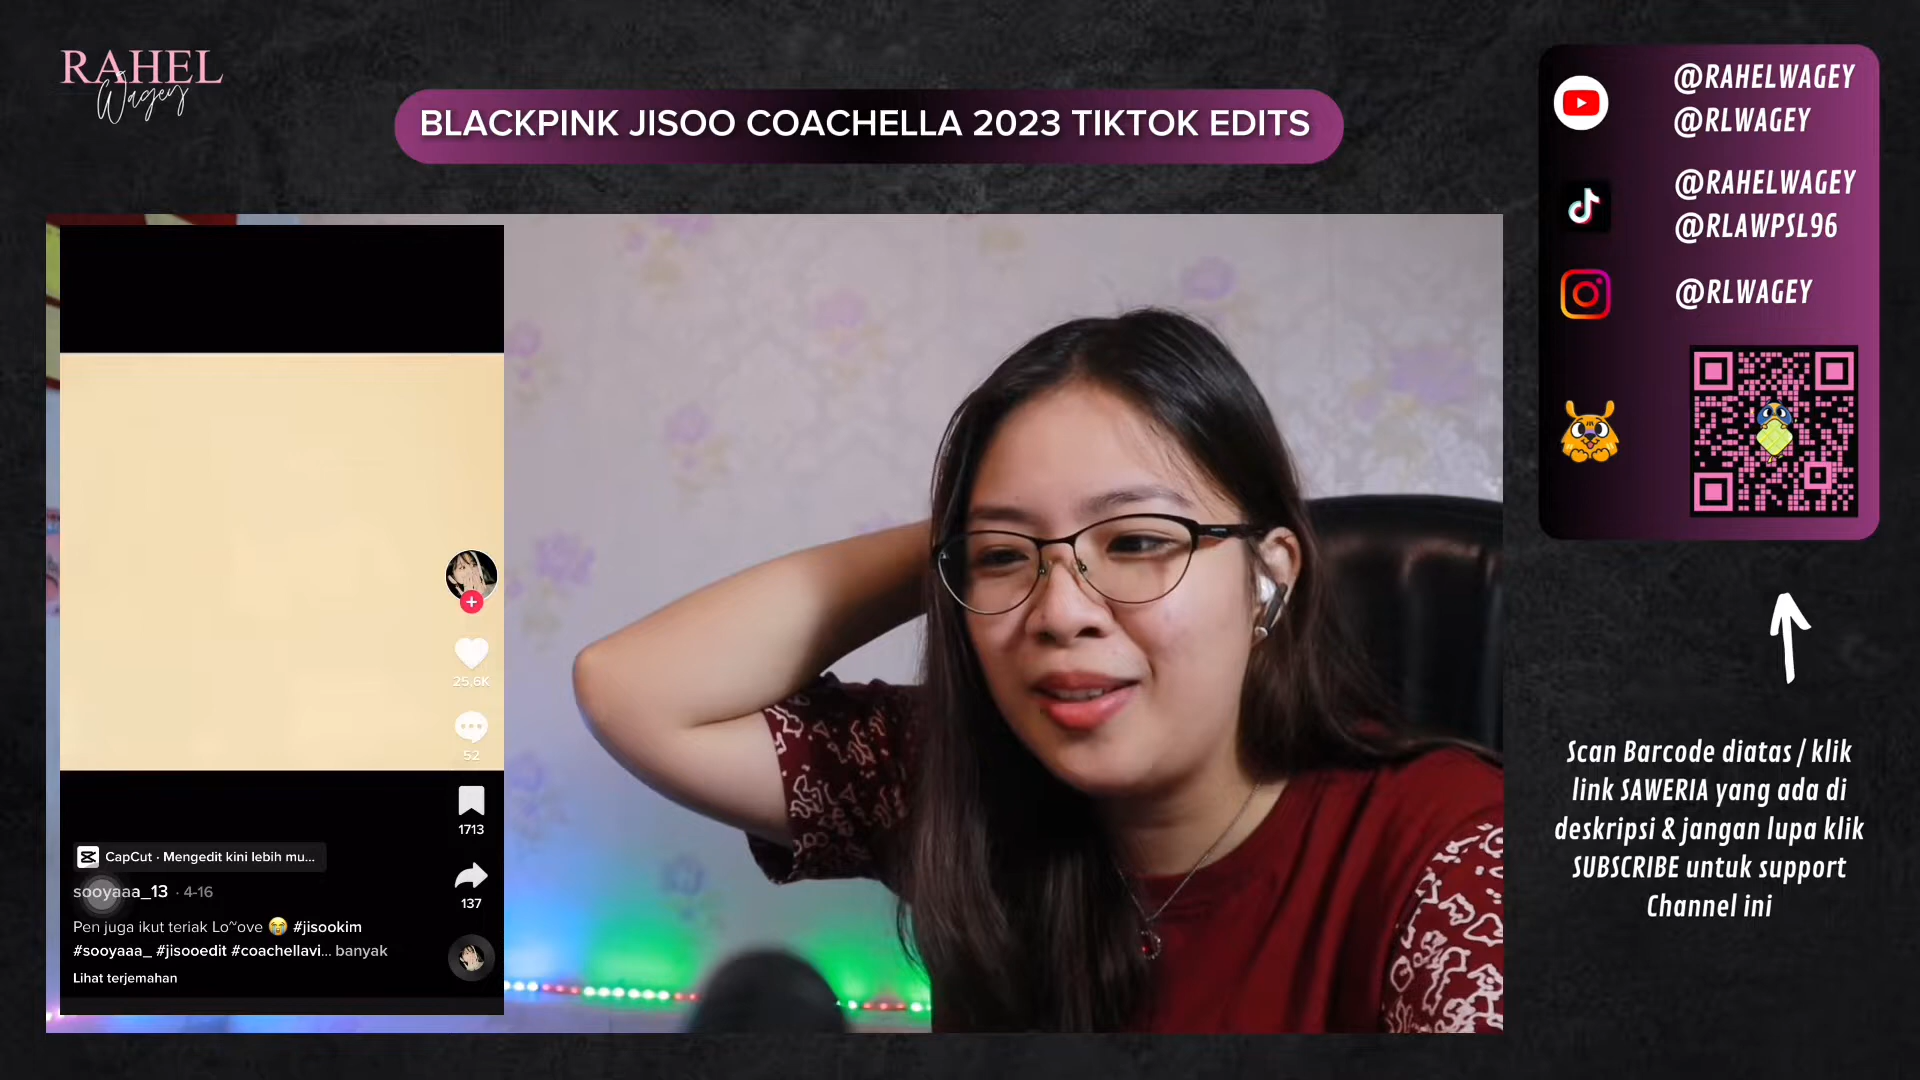 RAHEL
Wagey
BLACKPINK JISOO COACHELLA 2023 TIKTOK EDITS
@RAHELWAGEY
@RLWAGEY
@RAHELWAGEY
@RLAWPSL96
@RLWAGEY
25,6K
52
1713
137
CapCut · Mengedit kini lebih mu...
sooyaaa_13 · 4-16
Pen juga ikut teriak Lo~ove 😭 #jisookim
#sooyaaa_ #jisooedit #coachellavi... banyak
Lihat terjemahan
Scan Barcode diatas / klik
link SAWERIA yang ada di
deskripsi & jangan lupa klik
SUBSCRIBE untuk support
Channel ini